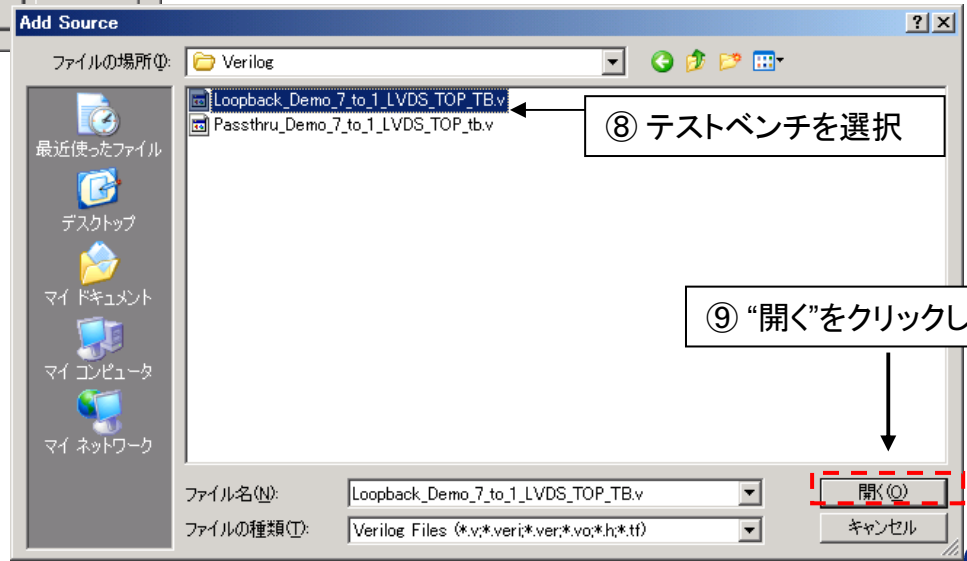 Add Source
ファイルの場所(I):
Verilog
Loopback_Demo_7_to_1_LVDS_TOP_TB.v
Passthru_Demo_7_to_1_LVDS_TOP_tb.v
⑧ テストベンチを選択
最近使ったファイル
デスクトップ
マイ ドキュメント
マイ コンピュータ
マイ ネットワーク
⑨ “開く”をクリックし
ファイル名(N):
Loopback_Demo_7_to_1_LVDS_TOP_TB.v
開く(O)
ファイルの種類(T):
Verilog Files (*.v;*.veri;*.ver;*.vo;*.h;*.tf)
キャンセル